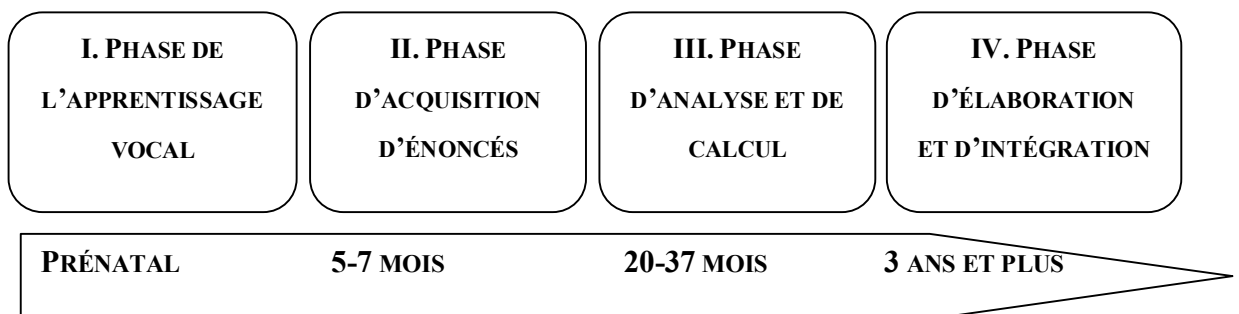 I. PHASE DE
L'APPRENTISSAGE
VOCAL
II. PHASE
D'ACQUISITION
D'ÉNONCÉS
III. PHASE
D'ANALYSE ET DE
CALCUL
IV. PHASE
D'ÉLABORATION
ET D'INTÉGRATION
PRÉNATAL
5-7 MOIS
20-37 MOIS
3 ANS ET PLUS